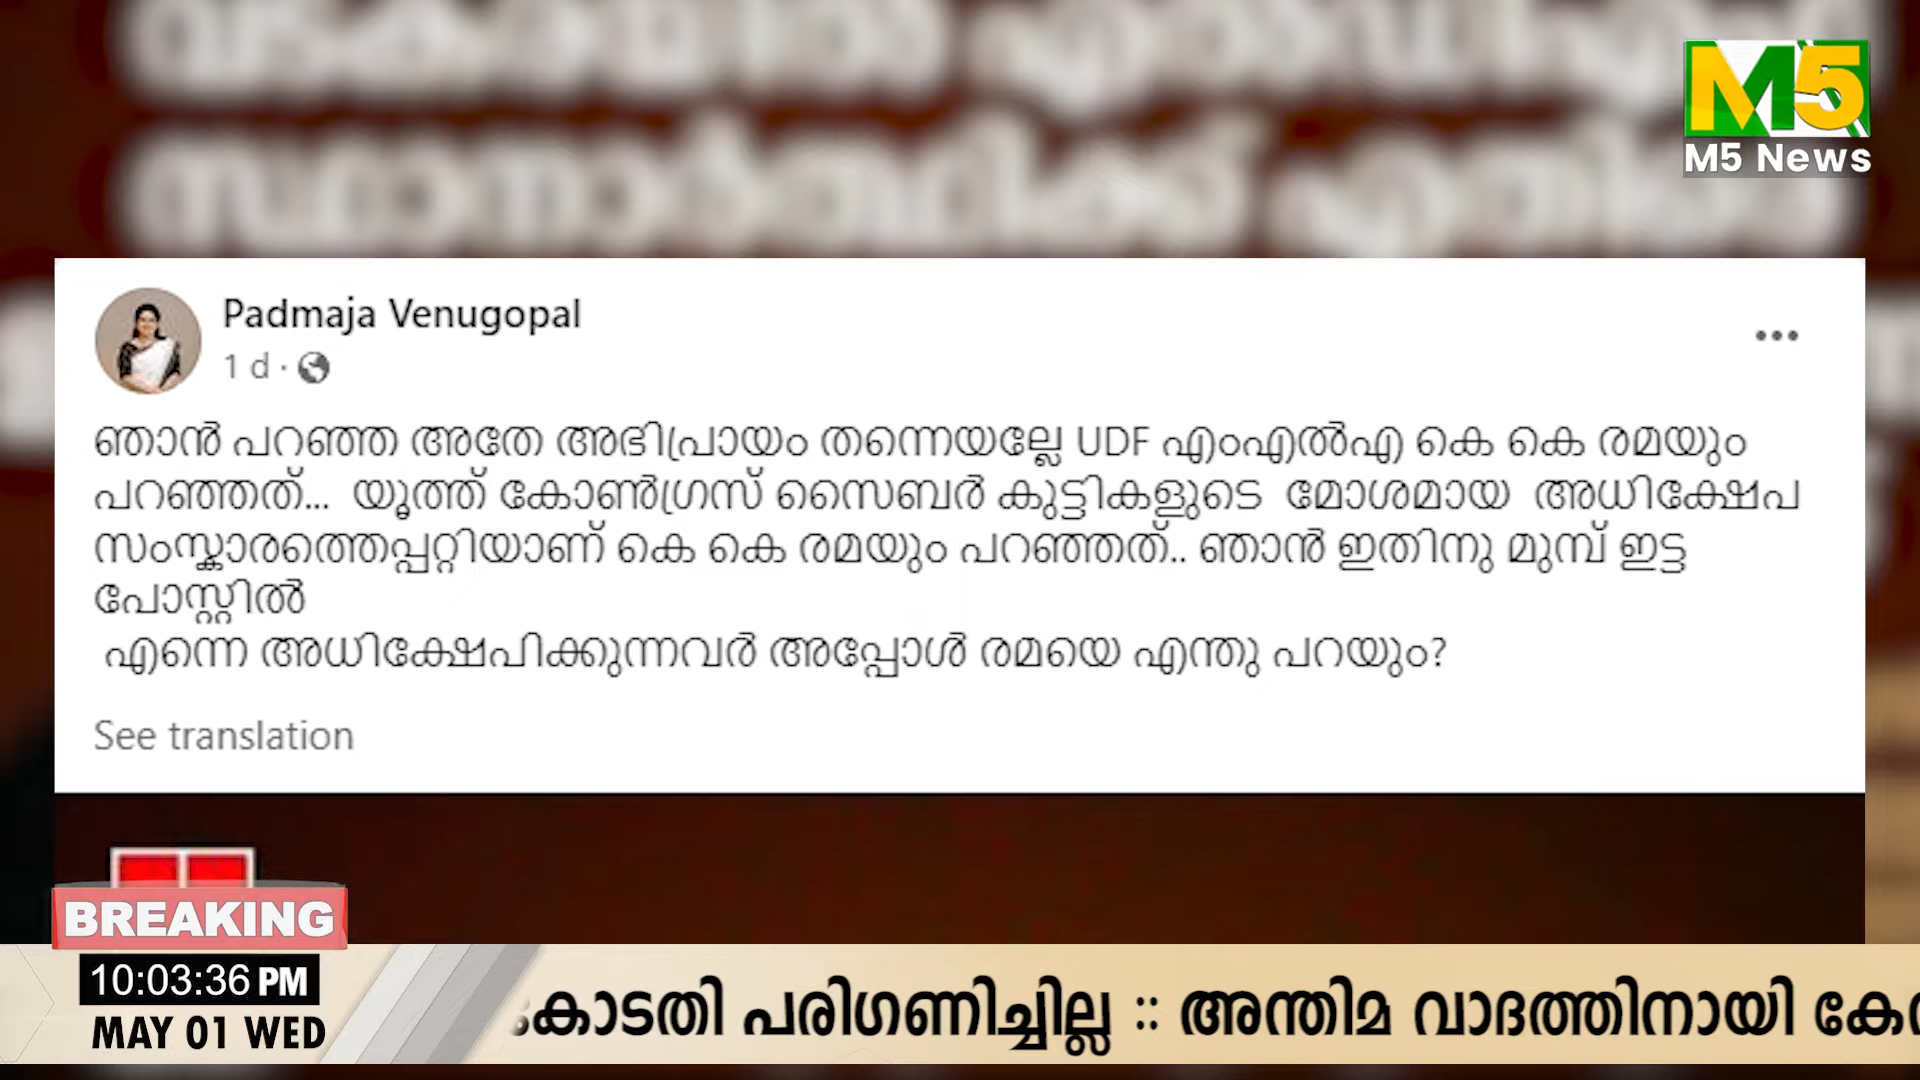 M5
M5 News
Padmaja Venugopal
1 d ·
ഞാൻ പറഞ്ഞ അതേ അഭിപ്രായം തന്നെയല്ലേ UDF എംഎൽഎ കെ കെ രമയും
പറഞ്ഞത്... യൂത്ത് കോൺഗ്രസ് സൈബർ കുട്ടികളുടെ മോശമായ അധിക്ഷേപ
സംസ്കാരത്തെപ്പറ്റിയാണ് കെ കെ രമയും പറഞ്ഞത്.. ഞാൻ ഇതിനു മുമ്പ് ഇട്ട
പോസ്റ്റിൽ
എന്നെ അധിക്ഷേപിക്കുന്നവർ അപ്പോൾ രമയെ എന്തു പറയും?
See translation
BREAKING
10:03:36 PM
MAY 01 WED
കോടതി പരിഗണിച്ചില്ല :: അന്തിമ വാദത്തിനായി